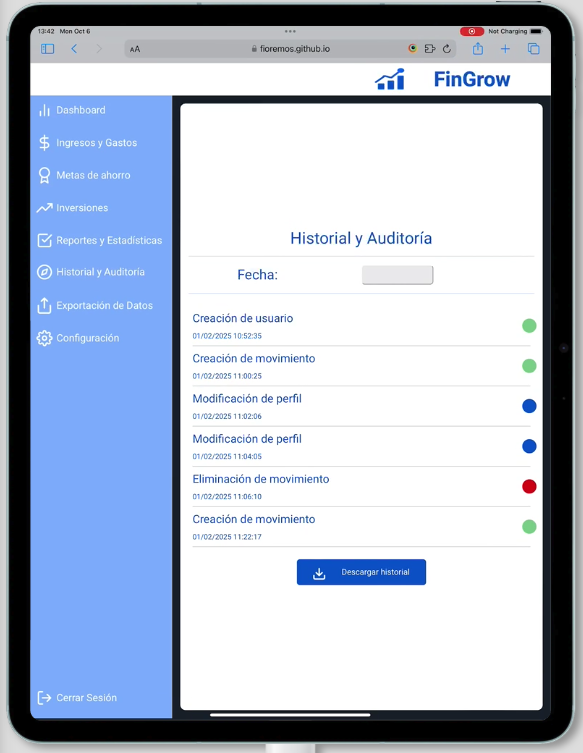 13:42 Mon Oct 6
Not Charging
AA
fioremos.github.io
FinGrow
Dashboard
Ingresos y Gastos
Metas de ahorro
Inversiones
Reportes y Estadísticas
Historial y Auditoría
Exportación de Datos
Configuración
Cerrar Sesión
Historial y Auditoría
Fecha:
Creación de usuario
01/02/2025 10:52:35
Creación de movimiento
01/02/2025 11:00:25
Modificación de perfil
01/02/2025 11:02:06
Modificación de perfil
01/02/2025 11:04:05
Eliminación de movimiento
01/02/2025 11:06:10
Creación de movimiento
01/02/2025 11:22:17
Descargar historial